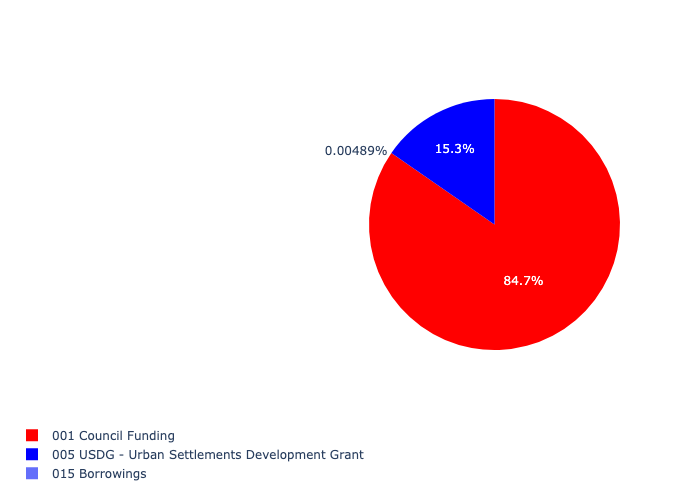 15.3%
0.00489%
84.7%
001 Council Funding
005 USDG - Urban Settlements Development Grant
015 Borrowings